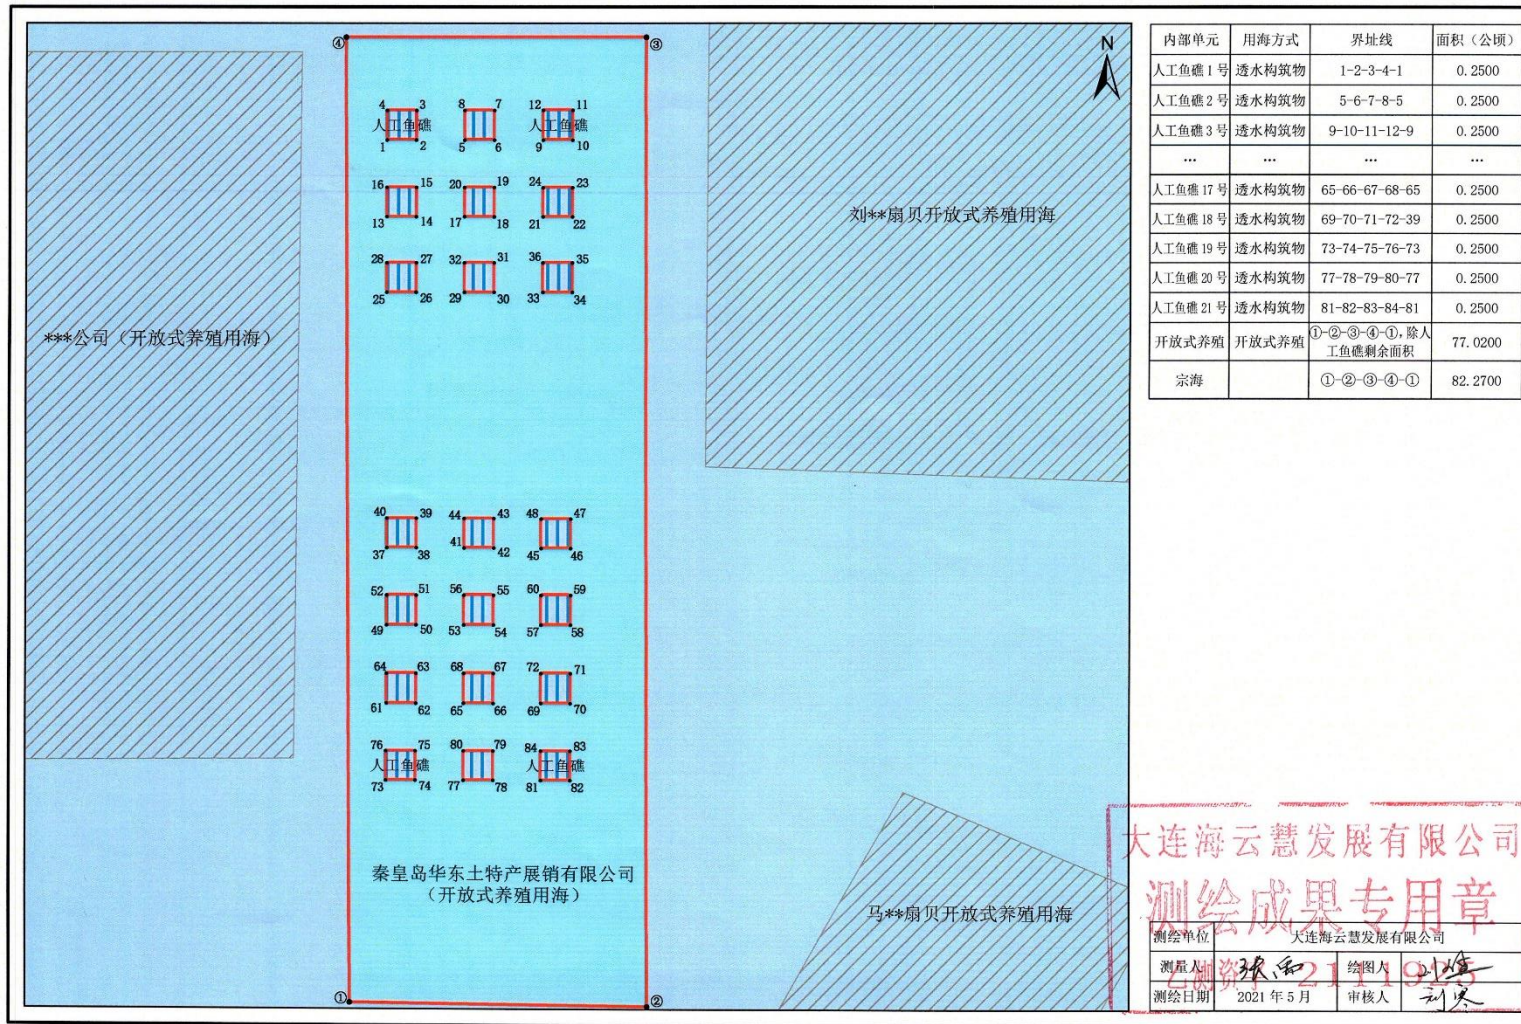 ④
③
N
4 3 8 7 12 11
人工鱼礁 人工鱼礁
1 2 5 6 9 10
16 15 20 19 24 23
13 14 17 18 21 22
28 27 32 31 36 35
25 26 29 30 33 34
***公司（开放式养殖用海）
刘**扇贝开放式养殖用海
40 39 44 43 48 47
37 38 41 42 45 46
52 51 56 55 60 59
49 50 53 54 57 58
64 63 68 67 72 71
61 62 65 66 69 70
76 75 80 79 84 83
人工鱼礁 人工鱼礁
73 74 77 78 81 82
秦皇岛华东土特产展销有限公司
（开放式养殖用海）
马**扇贝开放式养殖用海
①
②
内部单元 用海方式 界址线 面积（公顷）
人工鱼礁 1 号 透水构筑物 1-2-3-4-1 0.2500
人工鱼礁 2 号 透水构筑物 5-6-7-8-5 0.2500
人工鱼礁 3 号 透水构筑物 9-10-11-12-9 0.2500
… … … …
人工鱼礁 17 号 透水构筑物 65-66-67-68-65 0.2500
人工鱼礁 18 号 透水构筑物 69-70-71-72-39 0.2500
人工鱼礁 19 号 透水构筑物 73-74-75-76-73 0.2500
人工鱼礁 20 号 透水构筑物 77-78-79-80-77 0.2500
人工鱼礁 21 号 透水构筑物 81-82-83-84-81 0.2500
开放式养殖 开放式养殖 ①-②-③-④-①,除人
工鱼礁剩余面积 77.0200
宗海 ①-②-③-④-① 82.2700
大连海云慧发展有限公司
测绘成果专用章
测绘单位 大连海云慧发展有限公司
测量人 绘图人
测绘日期 2021 年 5 月 审核人